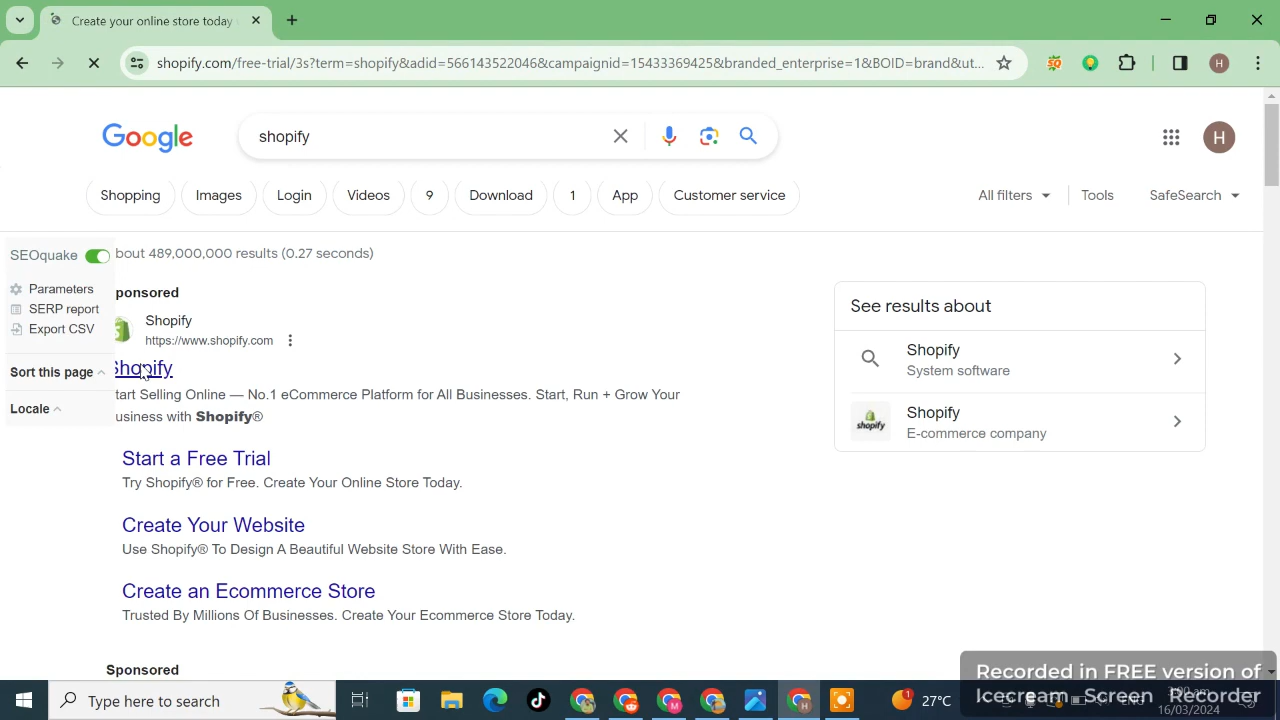 Create your online store today
shopify.com/free-trial/3s?term=shopify&adid=566143522046&campaignid=15433369425&branded_enterprise=1&BOID=brand&ut...
H
Google
shopify
H
Shopping
Images
Login
Videos
9
Download
1
App
Customer service
All filters
Tools
SafeSearch
SEOquake
bout 489,000,000 results (0.27 seconds)
Parameters
SERP report
Export CSV
Sort this page
Locale
ponsored
Shopify
https://www.shopify.com
Shopify
tart Selling Online — No.1 eCommerce Platform for All Businesses. Start, Run + Grow Your
usiness with Shopify®
Start a Free Trial
Try Shopify® for Free. Create Your Online Store Today.
Create Your Website
Use Shopify® To Design A Beautiful Website Store With Ease.
Create an Ecommerce Store
Trusted By Millions Of Businesses. Create Your Ecommerce Store Today.
Sponsored
See results about
Shopify
System software
shopify
Shopify
E-commerce company
Recorded in FREE version of
Icecream Screen Recorder
Type here to search
1
27°C
ENG
3:00 am
16/03/2024